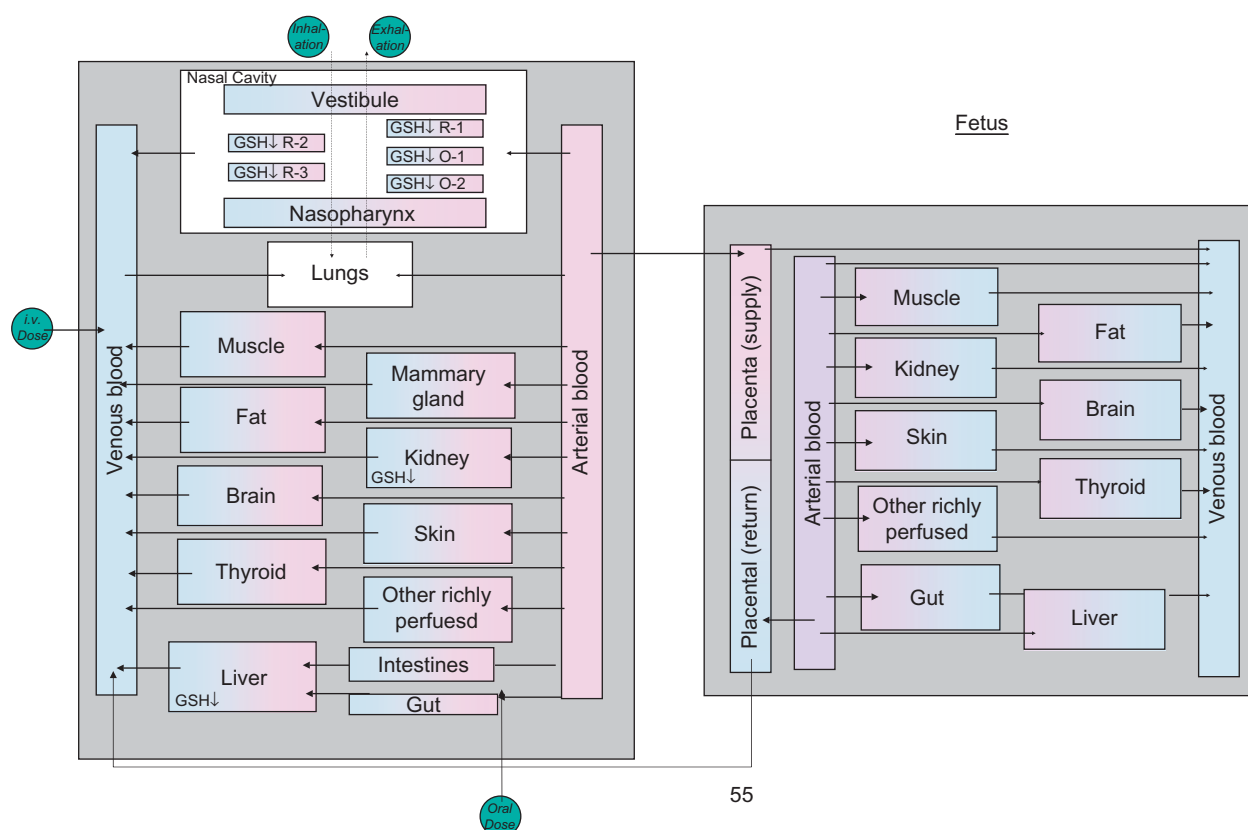 Inhal-
ation
Exhal-
ation
Nasal Cavity
Vestibule
GSH↓ R-1
GSH↓ R-2
GSH↓ O-1
GSH↓ R-3
GSH↓ O-2
Nasopharynx
Lungs
i.v.
Dose
Venous blood
Arterial blood
Muscle
Mammary
gland
Fat
Kidney
GSH↓
Brain
Skin
Thyroid
Other richly
perfuesd
Liver
GSH↓
Intestines
Gut
Oral
Dose
Fetus
Placenta (supply)
Placental (return)
Arterial blood
Venous blood
Muscle
Fat
Kidney
Brain
Skin
Thyroid
Other richly
perfused
Gut
Liver
55